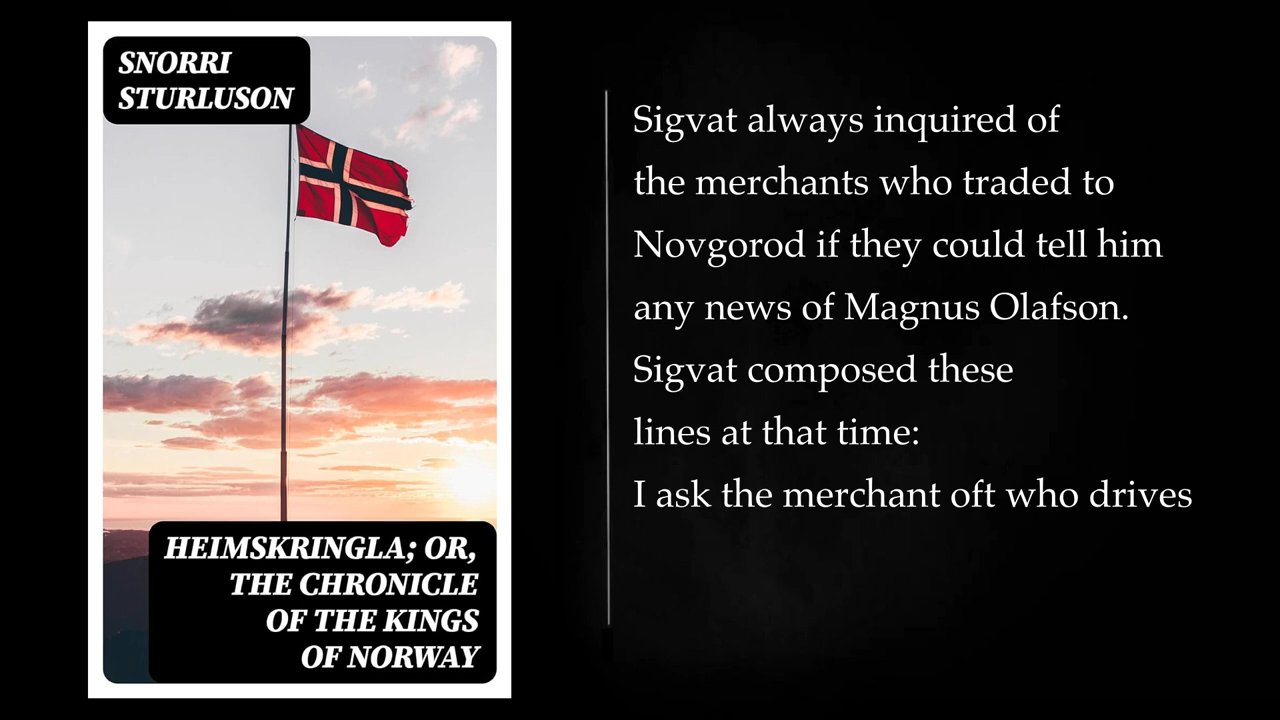 SNORRI
STURLUSON
HEIMSKRINGLA; OR,
THE CHRONICLE
OF THE KINGS
OF NORWAY
Sigvat always inquired of
the merchants who traded to
Novgorod if they could tell him
any news of Magnus Olafson.
Sigvat composed these
lines at that time:
I ask the merchant oft who drives